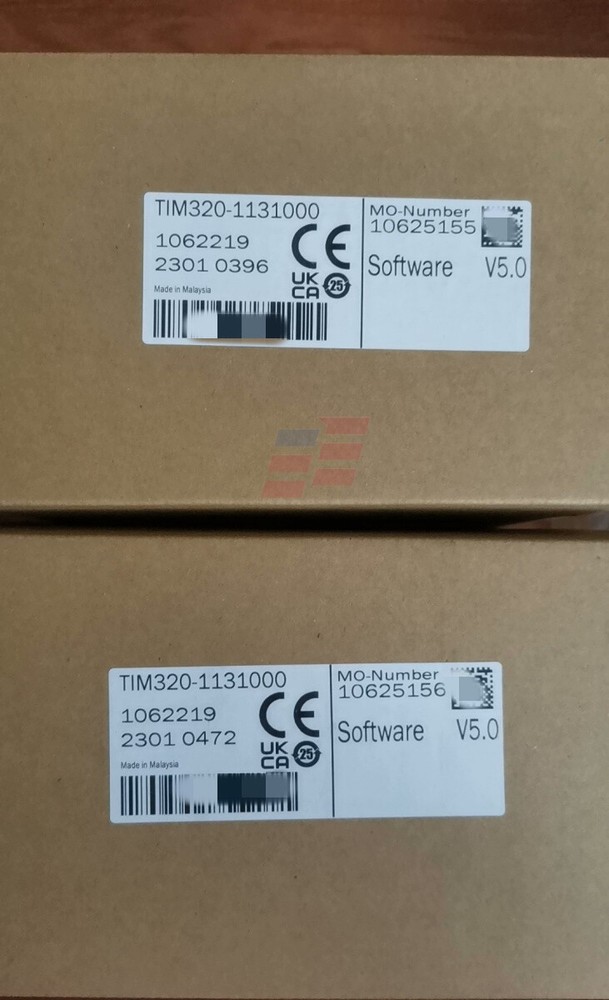 TIM320-1131000
1062219
2301 0396
Made in Malaysia
CE
UK
CA
25
MO-Number
10625155
Software V5.0
TIM320-1131000
1062219
2301 0472
Made in Malaysia
CE
UK
CA
25
MO-Number
10625156
Software V5.0